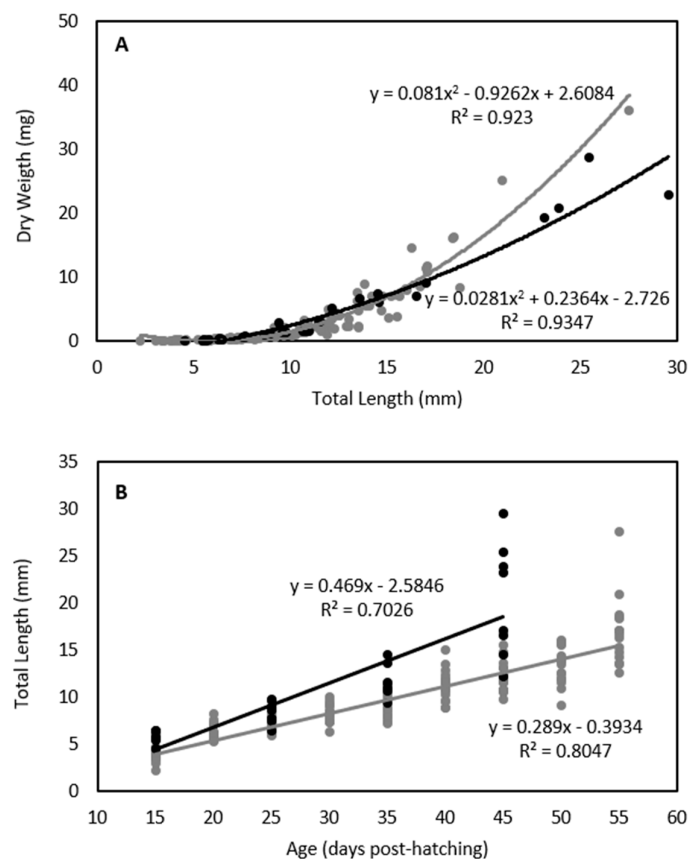 50
A
40
y = 0.081x² - 0.9262x + 2.6084
R² = 0.923
30
Dry Weigth (mg)
20
10
y = 0.0281x² + 0.2364x - 2.726
R² = 0.9347
0
0 5 10 15 20 25 30
Total Length (mm)
35
B
30
25
y = 0.469x - 2.5846
R² = 0.7026
20
Total Length (mm)
15
10
y = 0.289x - 0.3934
R² = 0.8047
5
0
10 15 20 25 30 35 40 45 50 55 60
Age (days post-hatching)